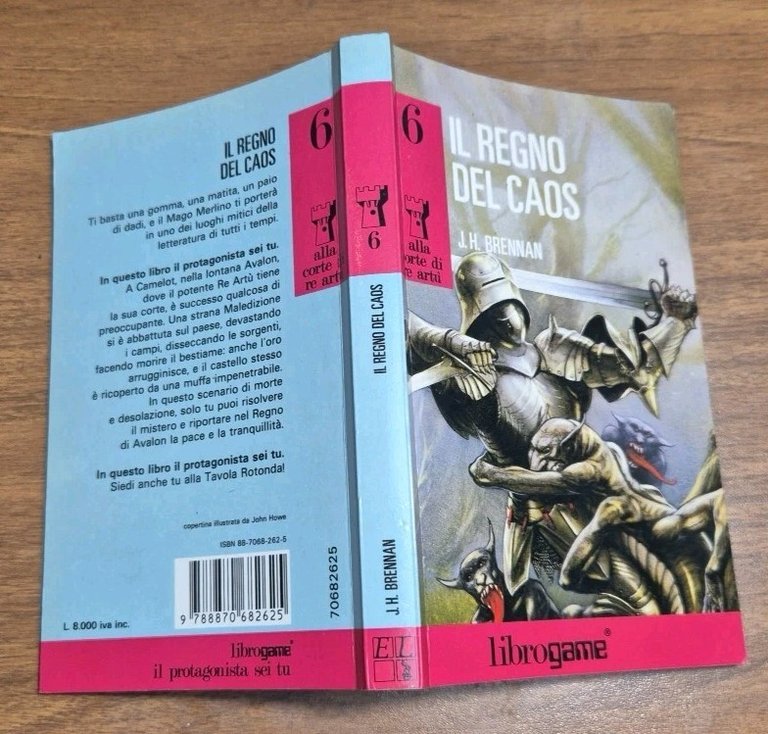 IL REGNO
DEL CAOS
Ti basta una gomma, una matita, un paio
di dadi, e il Mago Merlino ti porterà
in uno dei luoghi mitici della
letteratura di tutti i tempi.
In questo libro il protagonista sei tu.
A Camelot, nella lontana Avalon,
dove il potente Re Artù tiene
la sua corte, è successo qualcosa di
preoccupante. Una strana Maledizione
si è abbattuta sul paese, devastando
i campi, disseccando le sorgenti,
facendo morire il bestiame: anche l'oro
arrugginisce, e il castello stesso
è ricoperto da una muffa impenetrabile.
In questo scenario di morte
e desolazione, solo tu puoi risolvere
il mistero e riportare nel Regno
di Avalon la pace e la tranquillità.
In questo libro il protagonista sei tu.
Siedi anche tu alla Tavola Rotonda!
copertina illustrata da John Howe
ISBN 88-7068-262-5
9 788870 682625
70682625
L. 8.000 iva inc.
librogame®
il protagonista sei tu
6
alla
corte di
re artù
6
IL REGNO DEL CAOS
J.H. BRENNAN
EL
6
alla
corte di
re artù
IL REGNO
DEL CAOS
J.H. BRENNAN
librogame®